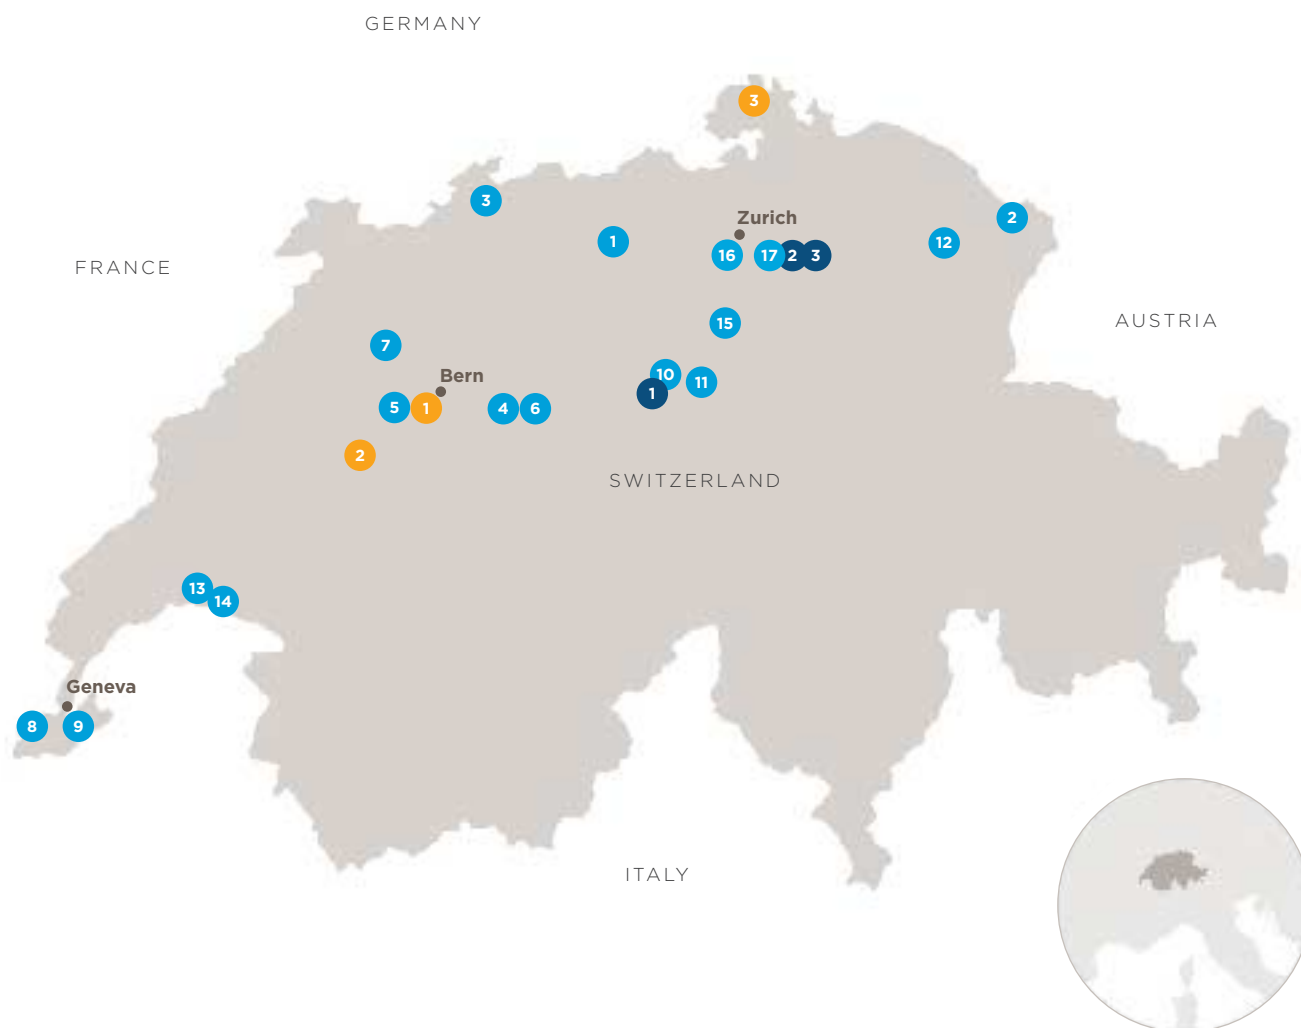 GERMANY
3
3
2
Zurich
1
12
16
17
2
3
FRANCE
AUSTRIA
15
7
Bern
10
11
1
5
1
4
6
2
SWITZERLAND
13
14
Geneva
8
9
ITALY